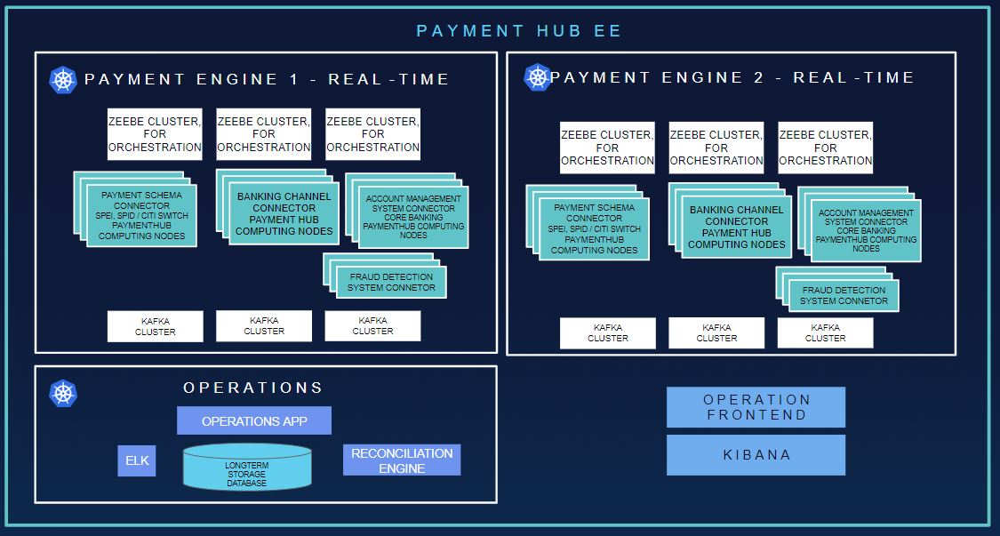 PAYMENT HUB EE
PAYMENT ENGINE 1 - REAL-TIME
ZEEBE CLUSTER,
FOR
ORCHESTRATION
ZEEBE CLUSTER,
FOR
ORCHESTRATION
ZEEBE CLUSTER,
FOR
ORCHESTRATION
PAYMENT SCHEMA
CONNECTOR
SPEI, SPID / CITI SWITCH
PAYMENTHUB
COMPUTING NODES
BANKING CHANNEL
CONNECTOR
PAYMENT HUB
COMPUTING NODES
ACCOUNT MANAGEMENT
SYSTEM CONNECTOR
CORE BANKING
PAYMENTHUB COMPUTING
NODES
FRAUD DETECTION
SYSTEM CONNETOR
KAFKA
CLUSTER
KAFKA
CLUSTER
KAFKA
CLUSTER
PAYMENT ENGINE 2 - REAL-TIME
ZEEBE CLUSTER,
FOR
ORCHESTRATION
ZEEBE CLUSTER,
FOR
ORCHESTRATION
ZEEBE CLUSTER,
FOR
ORCHESTRATION
PAYMENT SCHEMA
CONNECTOR
SPEI, SPID / CITI SWITCH
PAYMENTHUB
COMPUTING NODES
BANKING CHANNEL
CONNECTOR
PAYMENT HUB
COMPUTING NODES
ACCOUNT MANAGEMENT
SYSTEM CONNECTOR
CORE BANKING
PAYMENTHUB COMPUTING
NODES
FRAUD DETECTION
SYSTEM CONNETOR
KAFKA
CLUSTER
KAFKA
CLUSTER
KAFKA
CLUSTER
OPERATIONS
OPERATIONS APP
ELK
LONGTERM
STORAGE
DATABASE
RECONCILIATION
ENGINE
OPERATION
FRONTEND
KIBANA